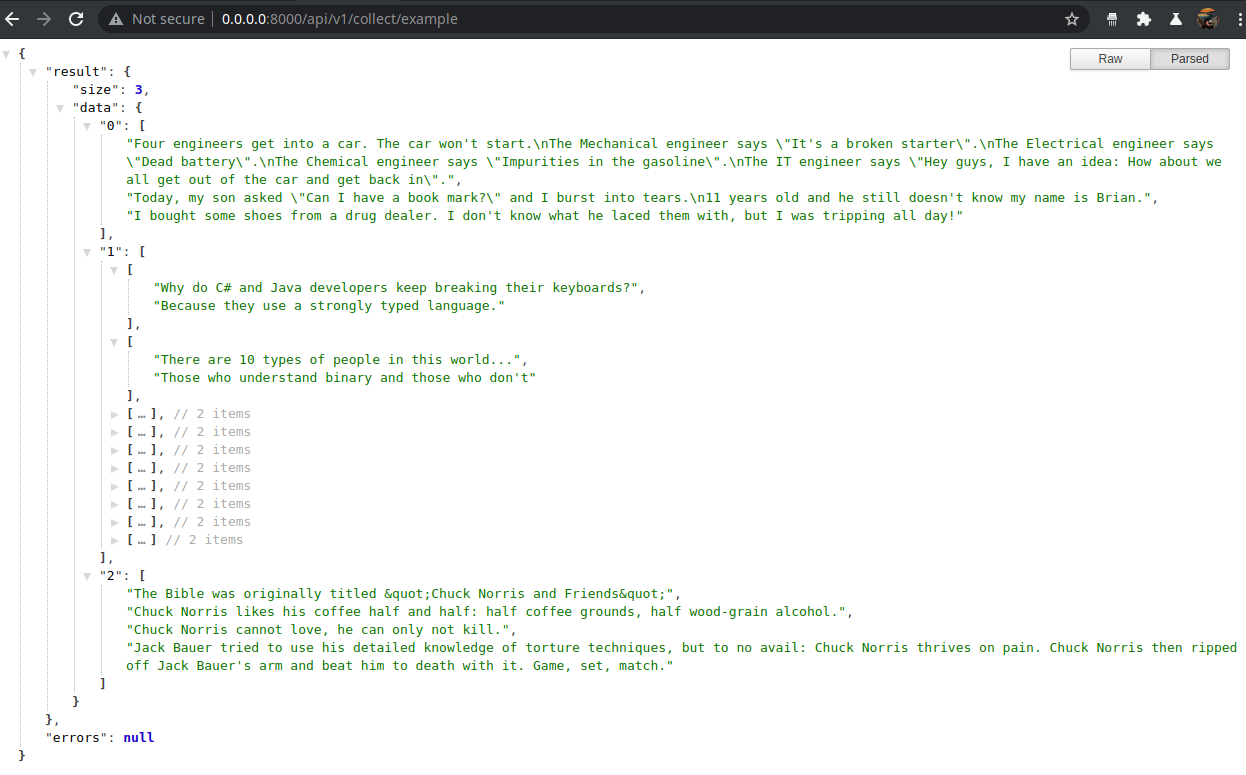 Not secure | 0.0.0.0:8000/api/v1/collect/example
Raw Parsed
{
"result": {
"size": 3,
"data": {
"0": [
"Four engineers get into a car. The car won't start.\nThe Mechanical engineer says \"It's a broken starter\".\nThe Electrical engineer says
\"Dead battery\".\nThe Chemical engineer says \"Impurities in the gasoline\".\nThe IT engineer says \"Hey guys, I have an idea: How about we
all get out of the car and get back in\".",
"Today, my son asked \"Can I have a book mark?\" and I burst into tears.\n11 years old and he still doesn't know my name is Brian.",
"I bought some shoes from a drug dealer. I don't know what he laced them with, but I was tripping all day!"
],
"1": [
[
"Why do C# and Java developers keep breaking their keyboards?",
"Because they use a strongly typed language."
],
[
"There are 10 types of people in this world...",
"Those who understand binary and those who don't"
],
[…], // 2 items
[…], // 2 items
[…], // 2 items
[…], // 2 items
[…], // 2 items
[…], // 2 items
[…], // 2 items
[…] // 2 items
],
"2": [
"The Bible was originally titled &quot;Chuck Norris and Friends&quot;",
"Chuck Norris likes his coffee half and half: half coffee grounds, half wood-grain alcohol.",
"Chuck Norris cannot love, he can only not kill.",
"Jack Bauer tried to use his detailed knowledge of torture techniques, but to no avail: Chuck Norris thrives on pain. Chuck Norris then ripped
off Jack Bauer's arm and beat him to death with it. Game, set, match."
]
}
},
"errors": null
}